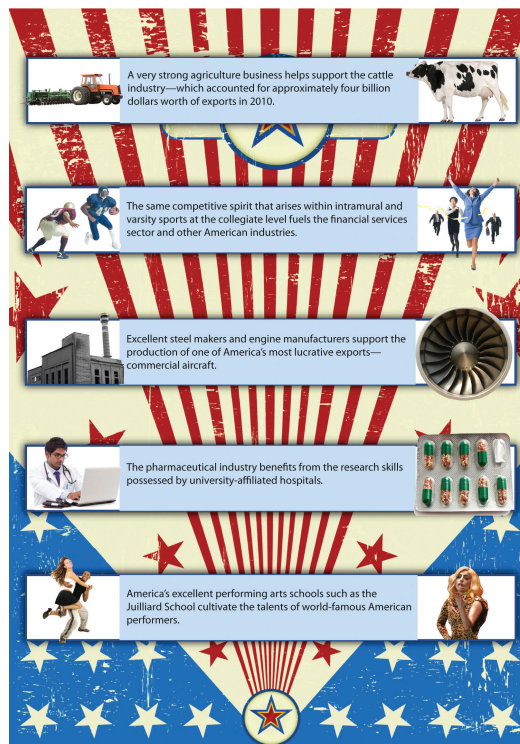 A very strong agriculture business helps support the cattle
industry—which accounted for approximately four billion
dollars worth of exports in 2010.
The same competitive spirit that arises within intramural and
varsity sports at the collegiate level fuels the financial services
sector and other American industries.
Excellent steel makers and engine manufacturers support the
production of one of America's most lucrative exports—
commercial aircraft.
The pharmaceutical industry benefits from the research skills
possessed by university-affiliated hospitals.
America's excellent performing arts schools such as the
Juilliard School cultivate the talents of world-famous American
performers.